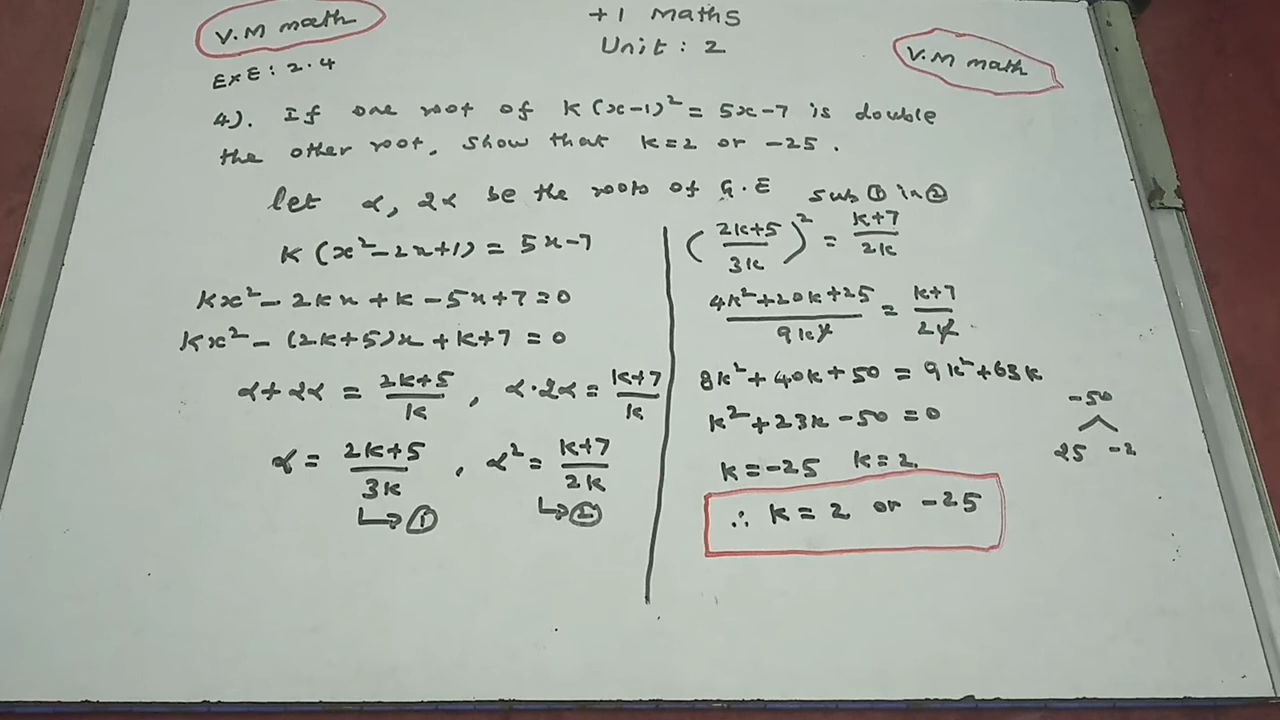 V.M math
+1 Maths
Unit : 2
V.M math
EXE : 2.4
4). If one root of K(x-1)² = 5x-7 is double
the other root, show that k=2 or -25.
let α, 2α be the roots of G.E
K(x²-2x+1) = 5x-7
Kx² - 2kx + k - 5x + 7 = 0
Kx² - (2k+5)x + k+7 = 0
α+2α = (2k+5)/k , α·2α = (k+7)/k
α = (2k+5)/3k , α² = (k+7)/2k
↳ ① ↳ ②
sub ① in ②
((2k+5)/3k)² = (k+7)/2k
(4k²+20k+25)/9k² = (k+7)/2k
8k²+40k+50 = 9k²+63k
k²+23k-50 = 0
-50
25 -2
k=-25 k=2
∴ k = 2 or -25